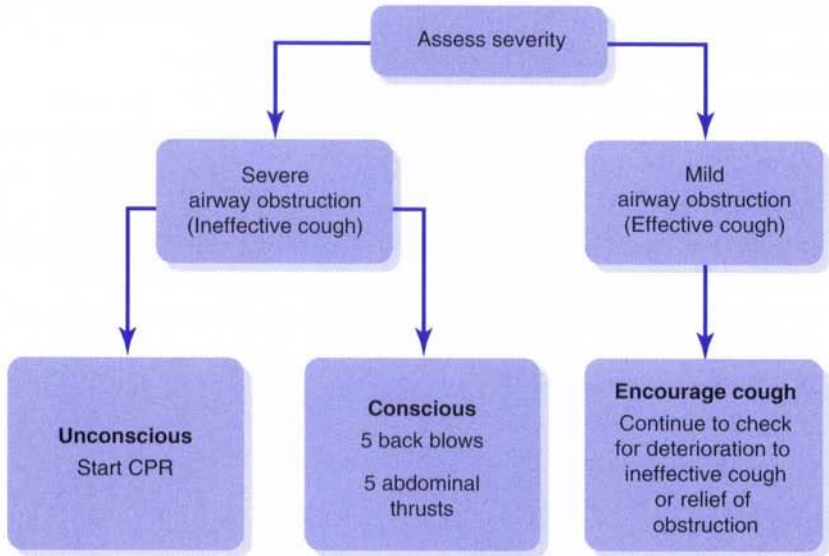 Assess severity
Severe
airway obstruction
(Ineffective cough)
Mild
airway obstruction
(Effective cough)
Unconscious
Start CPR
Conscious
5 back blows
5 abdominal
thrusts
Encourage cough
Continue to check
for deterioration to
ineffective cough
or relief of
obstruction